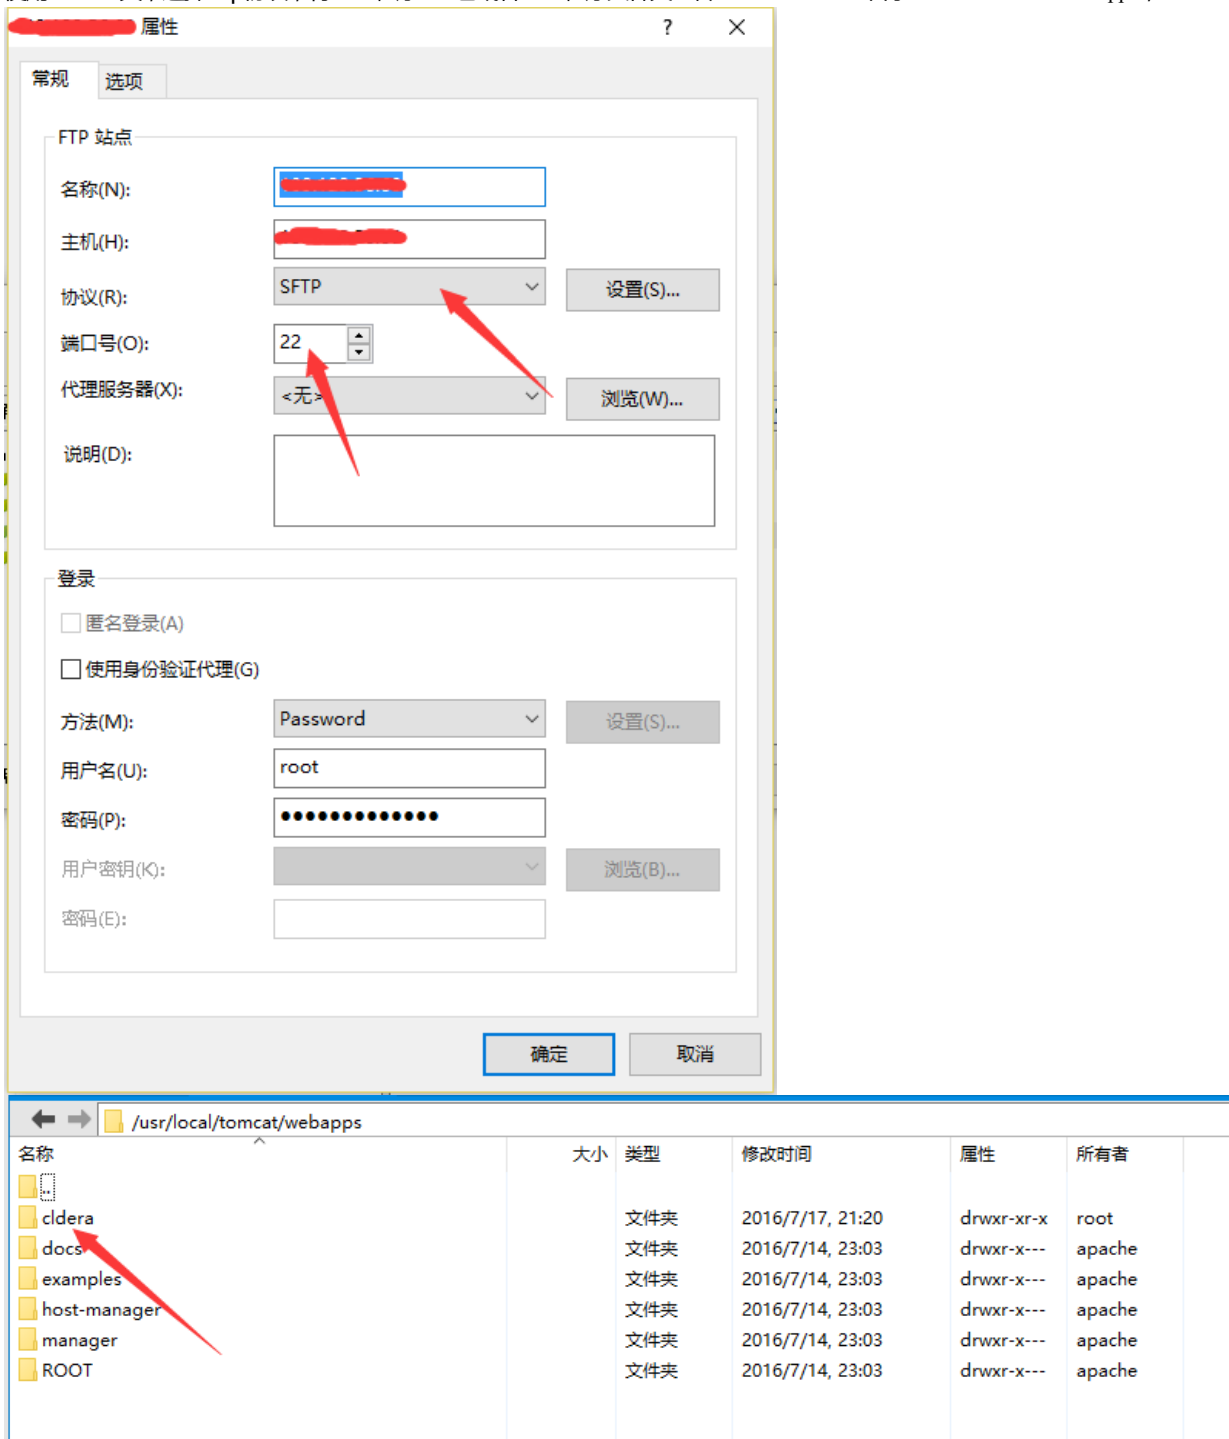 属性
常规 选项
FTP 站点
名称(N):
主机(H):
协议(R): SFTP 设置(S)...
端口号(O): 22
代理服务器(X): <无> 浏览(W)...
说明(D):
登录
匿名登录(A)
使用身份验证代理(G)
方法(M): Password 设置(S)...
用户名(U): root
密码(P): •••••••••••••
用户密钥(K): 浏览(B)...
密码(E):
确定 取消
/usr/local/tomcat/webapps
名称 大小 类型 修改时间 属性 所有者
..
cldera 文件夹 2016/7/17, 21:20 drwxr-xr-x root
docs 文件夹 2016/7/14, 23:03 drwxr-x--- apache
examples 文件夹 2016/7/14, 23:03 drwxr-x--- apache
host-manager 文件夹 2016/7/14, 23:03 drwxr-x--- apache
manager 文件夹 2016/7/14, 23:03 drwxr-x--- apache
ROOT 文件夹 2016/7/14, 23:03 drwxr-x--- apache